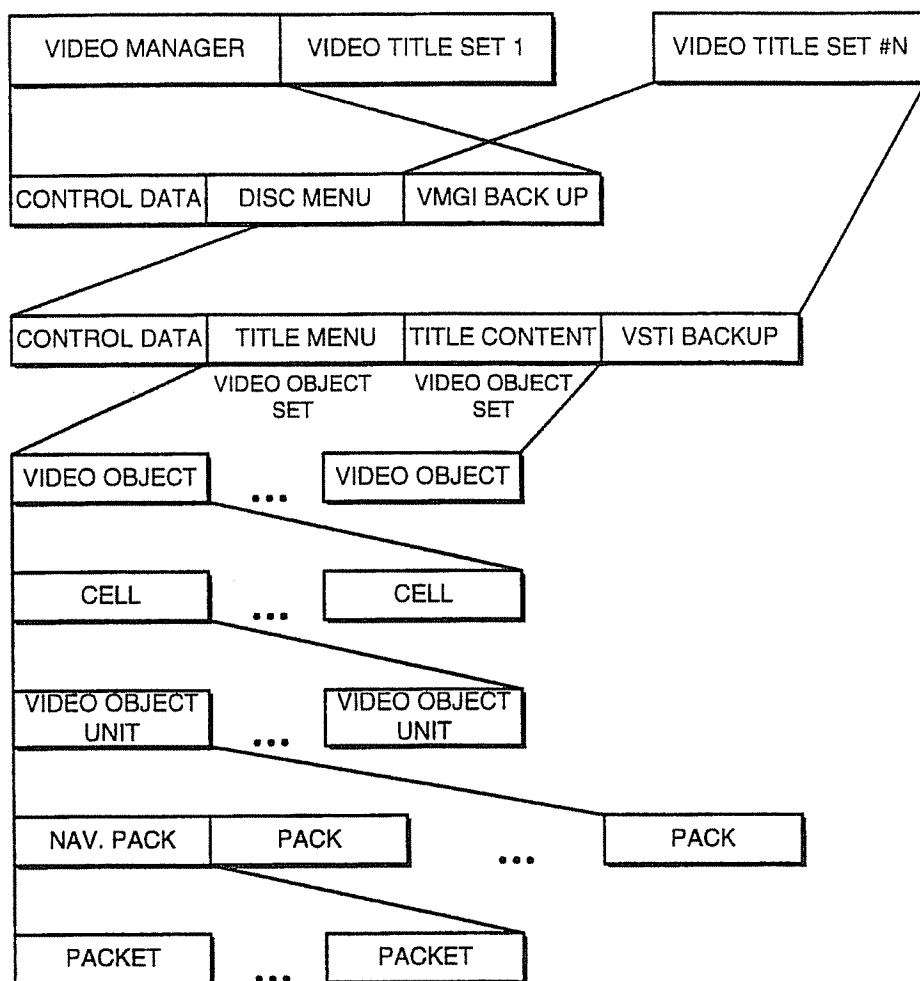 VIDEO MANAGER VIDEO TITLE SET 1 VIDEO TITLE SET #N
CONTROL DATA DISC MENU VMGI BACK UP
CONTROL DATA TITLE MENU TITLE CONTENT VSTI BACKUP
VIDEO OBJECT SET VIDEO OBJECT SET
VIDEO OBJECT ... VIDEO OBJECT
CELL ... CELL
VIDEO OBJECT UNIT ... VIDEO OBJECT UNIT
NAV. PACK PACK ... PACK
PACKET ... PACKET